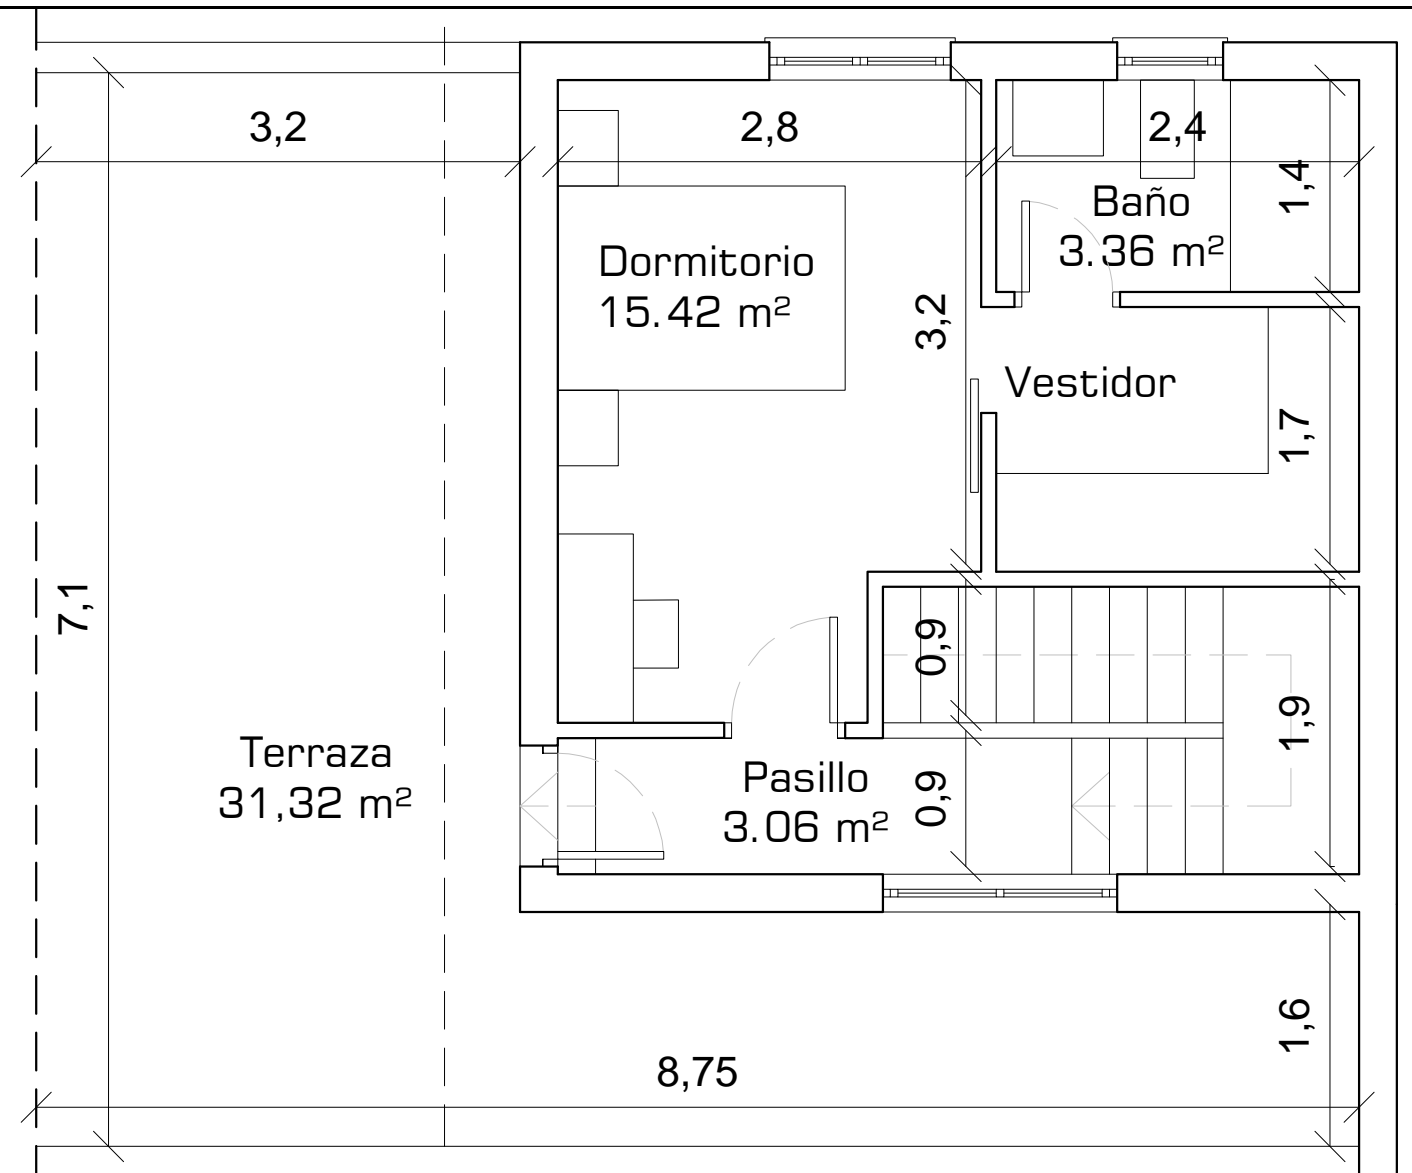 3,2
2,8
2,4
1,4
Baño
3.36 m²
Dormitorio
15.42 m²
3,2
Vestidor
1,7
7,1
0,9
1,9
Terraza
31,32 m²
Pasillo
3.06 m²
0,9
1,6
8,75